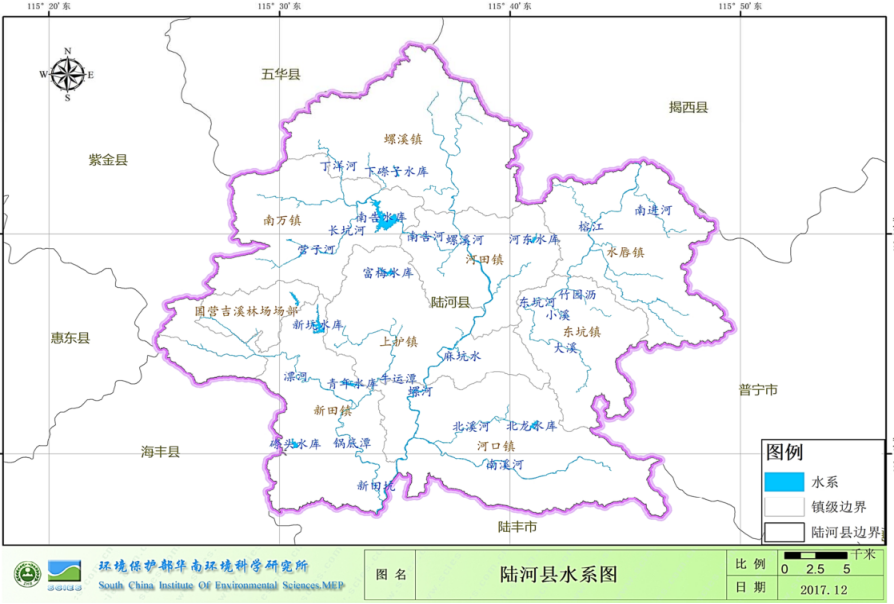 115° 20′ 东
115° 30′ 东
115° 40′ 东
115° 50′ 东
N
W
E
S
五华县
揭西县
紫金县
螺溪镇
丁洋河
下礤子水库
南进河
南万镇
南告水库
长坑河
榕江
南告河
螺溪河
河东水库
营子河
水唇镇
河田镇
富梅水库
竹园沥
陆河县
东坑河
国营吉溪林场场部
小溪
新坑水库
东坑镇
惠东县
上护镇
大溪
麻坑水
漂河
青年水库
牛运潭
螺河
普宁市
新田镇
北溪河
北龙水库
水库
锅底潭
河口镇
海丰县
图例
南溪河
水系
新田坑
镇级边界
陆丰市
陆河县边界
环境保护部华南环境科学研究所
South China Institute Of Environmental Sciences.MEP
SCIES
图 名
陆河县水系图
比 例
千米
0 2.5 5
日 期
2017.12